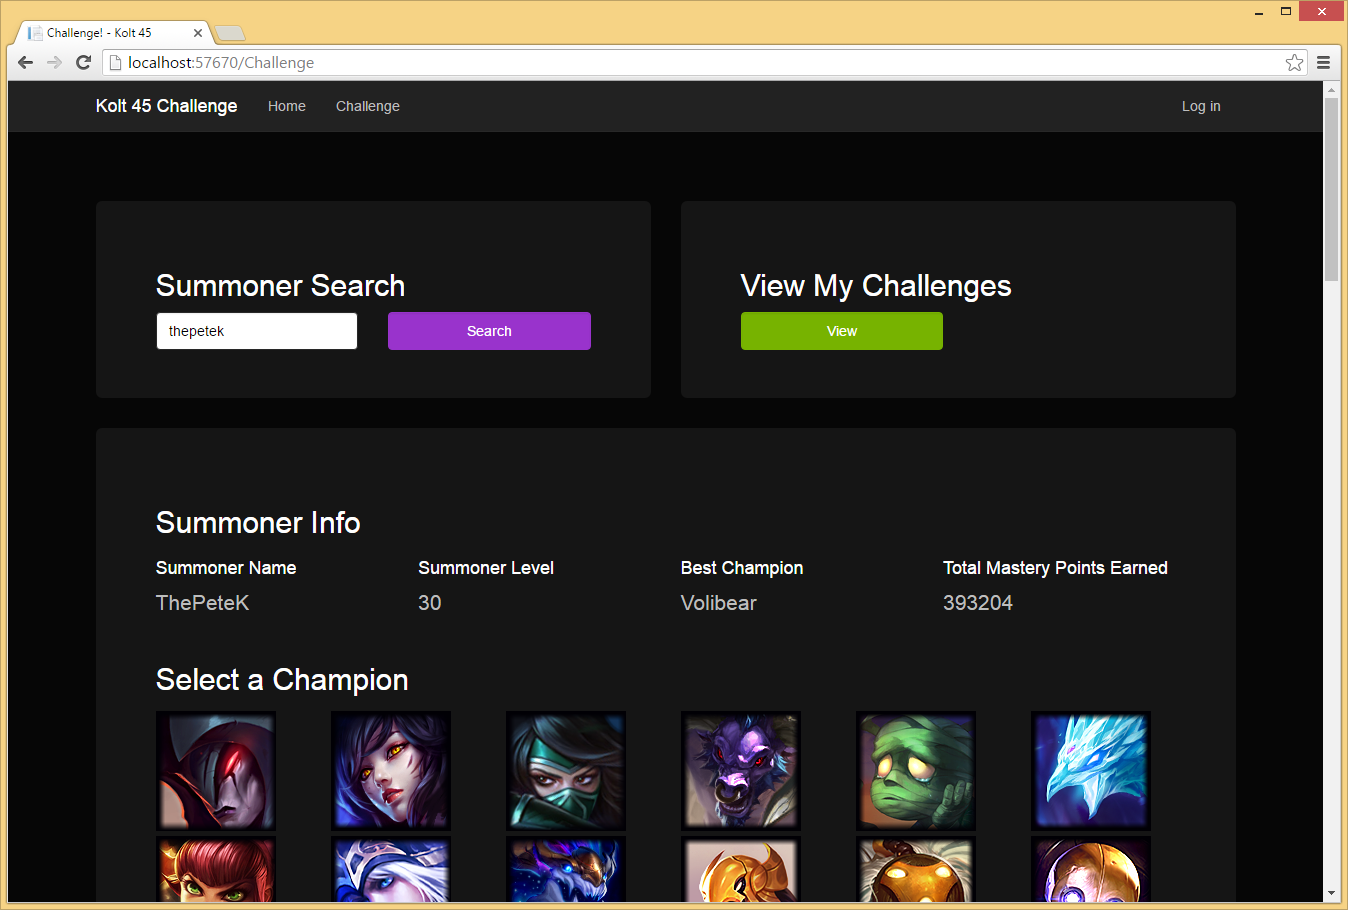 Challenge! - Kolt 45
localhost:57670/Challenge
Kolt 45 Challenge Home Challenge Log in
Summoner Search
thepetek Search
View My Challenges
View
Summoner Info
Summoner Name Summoner Level Best Champion Total Mastery Points Earned
ThePeteK 30 Volibear 393204
Select a Champion